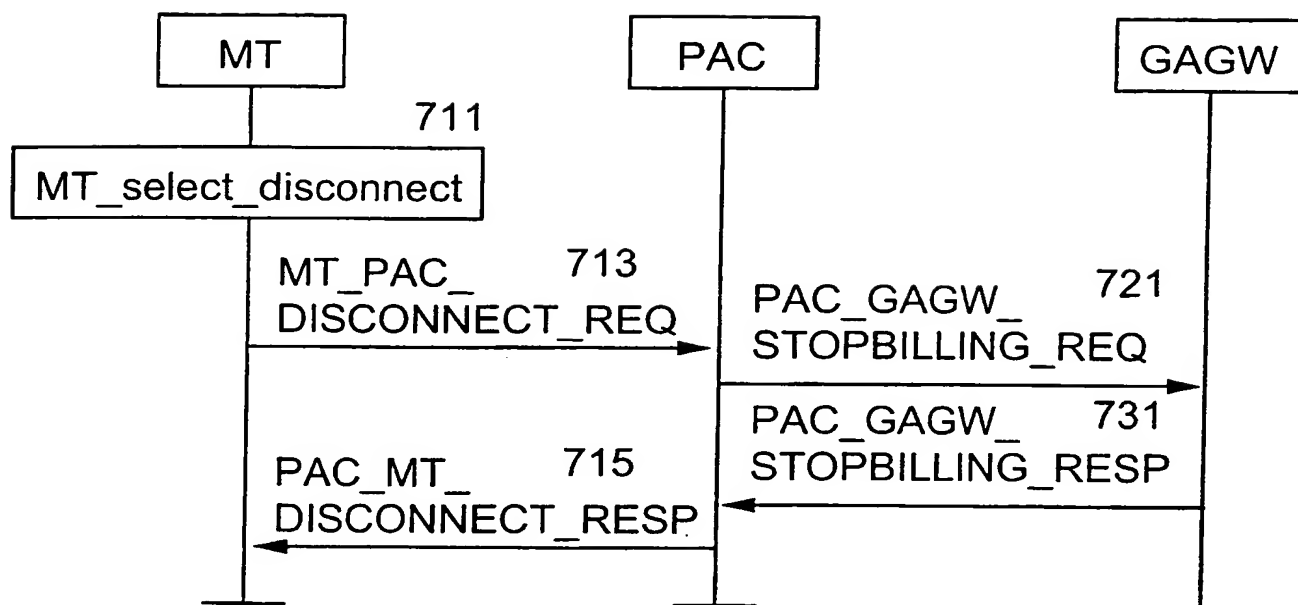 MT
PAC
GAGW
711
MT_select_disconnect
MT_PAC_ 713
DISCONNECT_REQ
PAC_GAGW_ 721
STOPBILLING_REQ
PAC_GAGW_ 731
STOPBILLING_RESP
PAC_MT_ 715
DISCONNECT_RESP